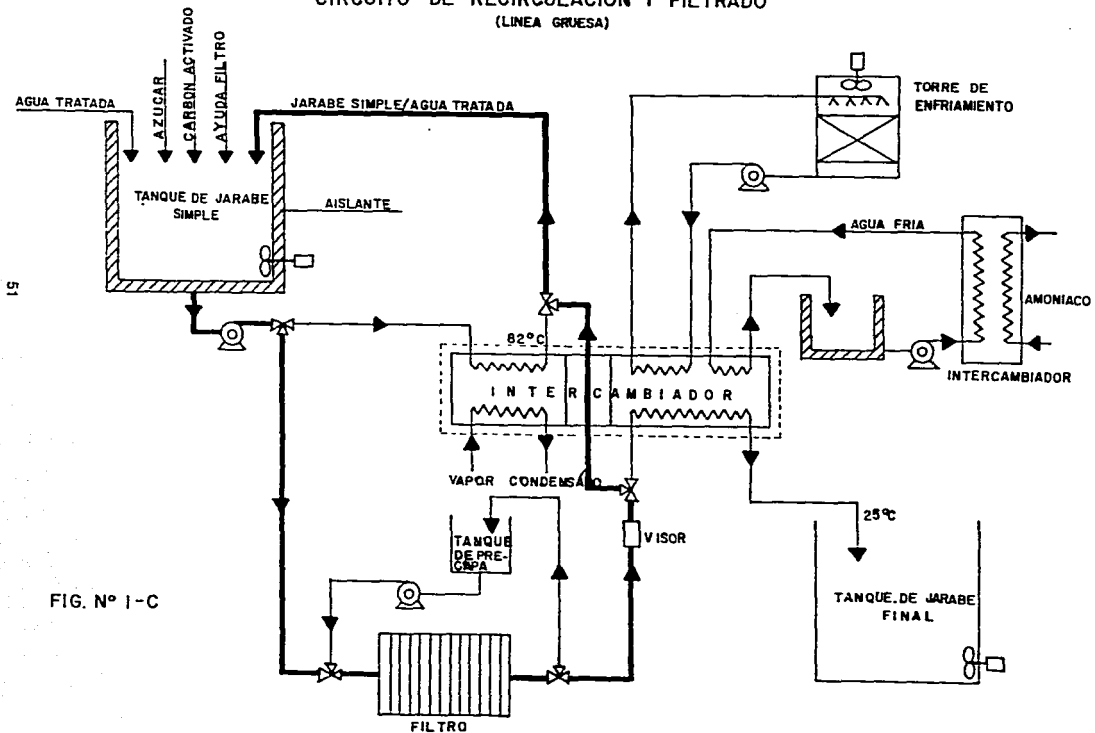 CIRCUITO DE RECIRCULACION Y FILTRADO
(LINEA GRUESA)
AGUA TRATADA
AZUCAR
CARBON ACTIVADO
AYUDA FILTRO
JARABE SIMPLE/AGUA TRATADA
TORRE DE
ENFRIAMIENTO
TANQUE DE JARABE
SIMPLE
AISLANTE
AGUA FRIA
AMONIACO
INTERCAMBIADOR
51
82°C
INTERCAMBIADOR
VAPOR
CONDENSADO
25°C
VISOR
TANQUE
DE PRE-
CAPA
TANQUE DE JARABE
FINAL
FIG. Nº 1-C
FILTRO